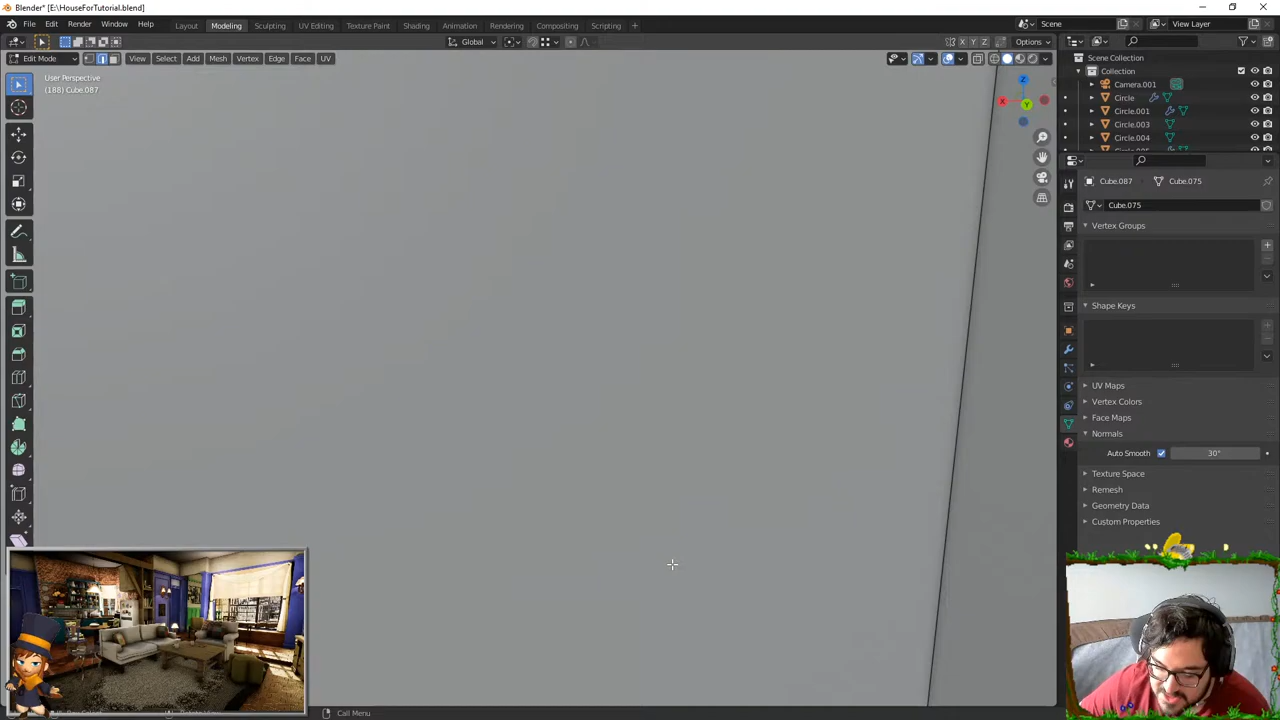 Blender* [E:\HouseForTutorial.blend]
File Edit Render Window Help Layout Modeling Sculpting UV Editing Texture Paint Shading Animation Rendering Compositing Scripting + Scene View Layer
Global X Y Z Options
Edit Mode View Select Add Mesh Vertex Edge Face UV
User Perspective
(188) Cube.087
Z
X
Y
Scene Collection
Collection
Camera.001
Circle
Circle.001
Circle.003
Circle.004
Circle.005
Cube.087 Cube.075
Cube.075
Vertex Groups
Shape Keys
UV Maps
Vertex Colors
Face Maps
Normals
Auto Smooth 30°
Texture Space
Remesh
Geometry Data
Custom Properties
Call Menu